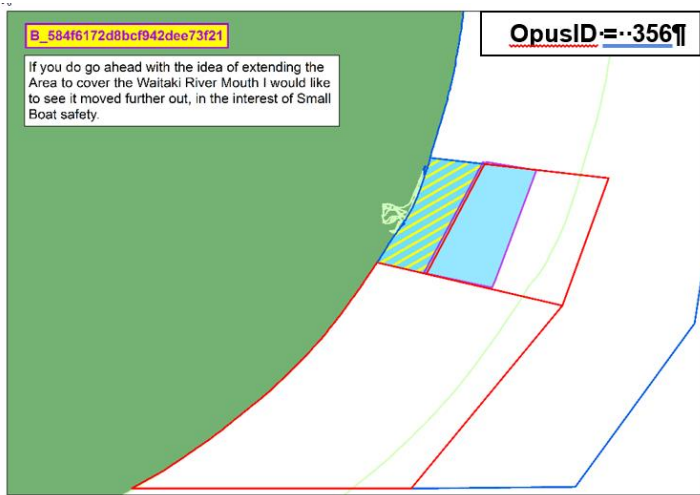 B_584f6172d8bcf942dee73f21
OpusID·=··356¶
If you do go ahead with the idea of extending the
Area to cover the Waitaki River Mouth I would like
to see it moved further out, in the interest of Small
Boat safety.